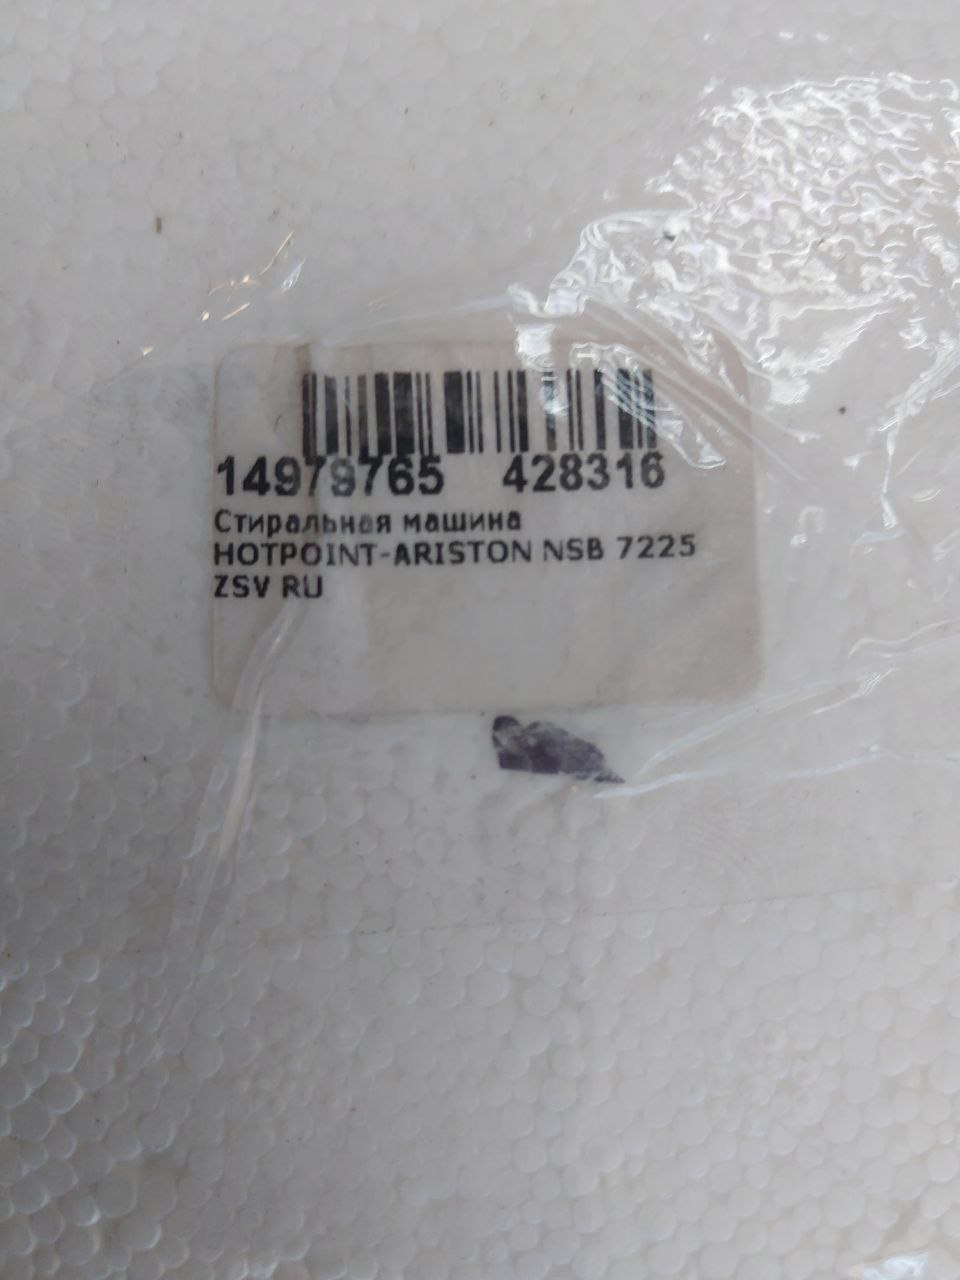 14979765 428316
Стиральная машина
HOTPOINT-ARISTON NSB 7225
ZSV RU